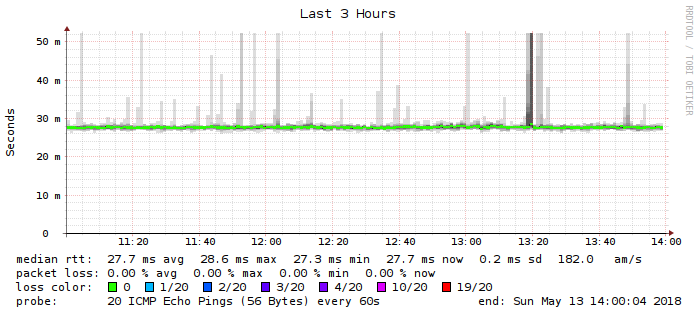 Last 3 Hours
RRDTOOL / TOBI OETIKER
Seconds
50 m
40 m
30 m
20 m
10 m
0
11:20 11:40 12:00 12:20 12:40 13:00 13:20 13:40 14:00
median rtt: 27.7 ms avg 28.6 ms max 27.3 ms min 27.7 ms now 0.2 ms sd 182.0 am/s
packet loss: 0.00 % avg 0.00 % max 0.00 % min 0.00 % now
loss color: 0 1/20 2/20 3/20 4/20 10/20 19/20
probe: 20 ICMP Echo Pings (56 Bytes) every 60s end: Sun May 13 14:00:04 2018